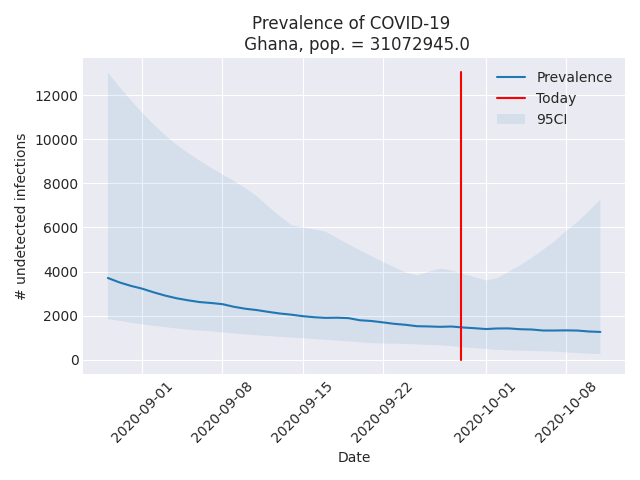 Prevalence of COVID-19
Ghana, pop. = 31072945.0
Prevalence
Today
95CI
# undetected infections
12000
10000
8000
6000
4000
2000
0
2020-09-01
2020-09-08
2020-09-15
2020-09-22
2020-10-01
2020-10-08
Date